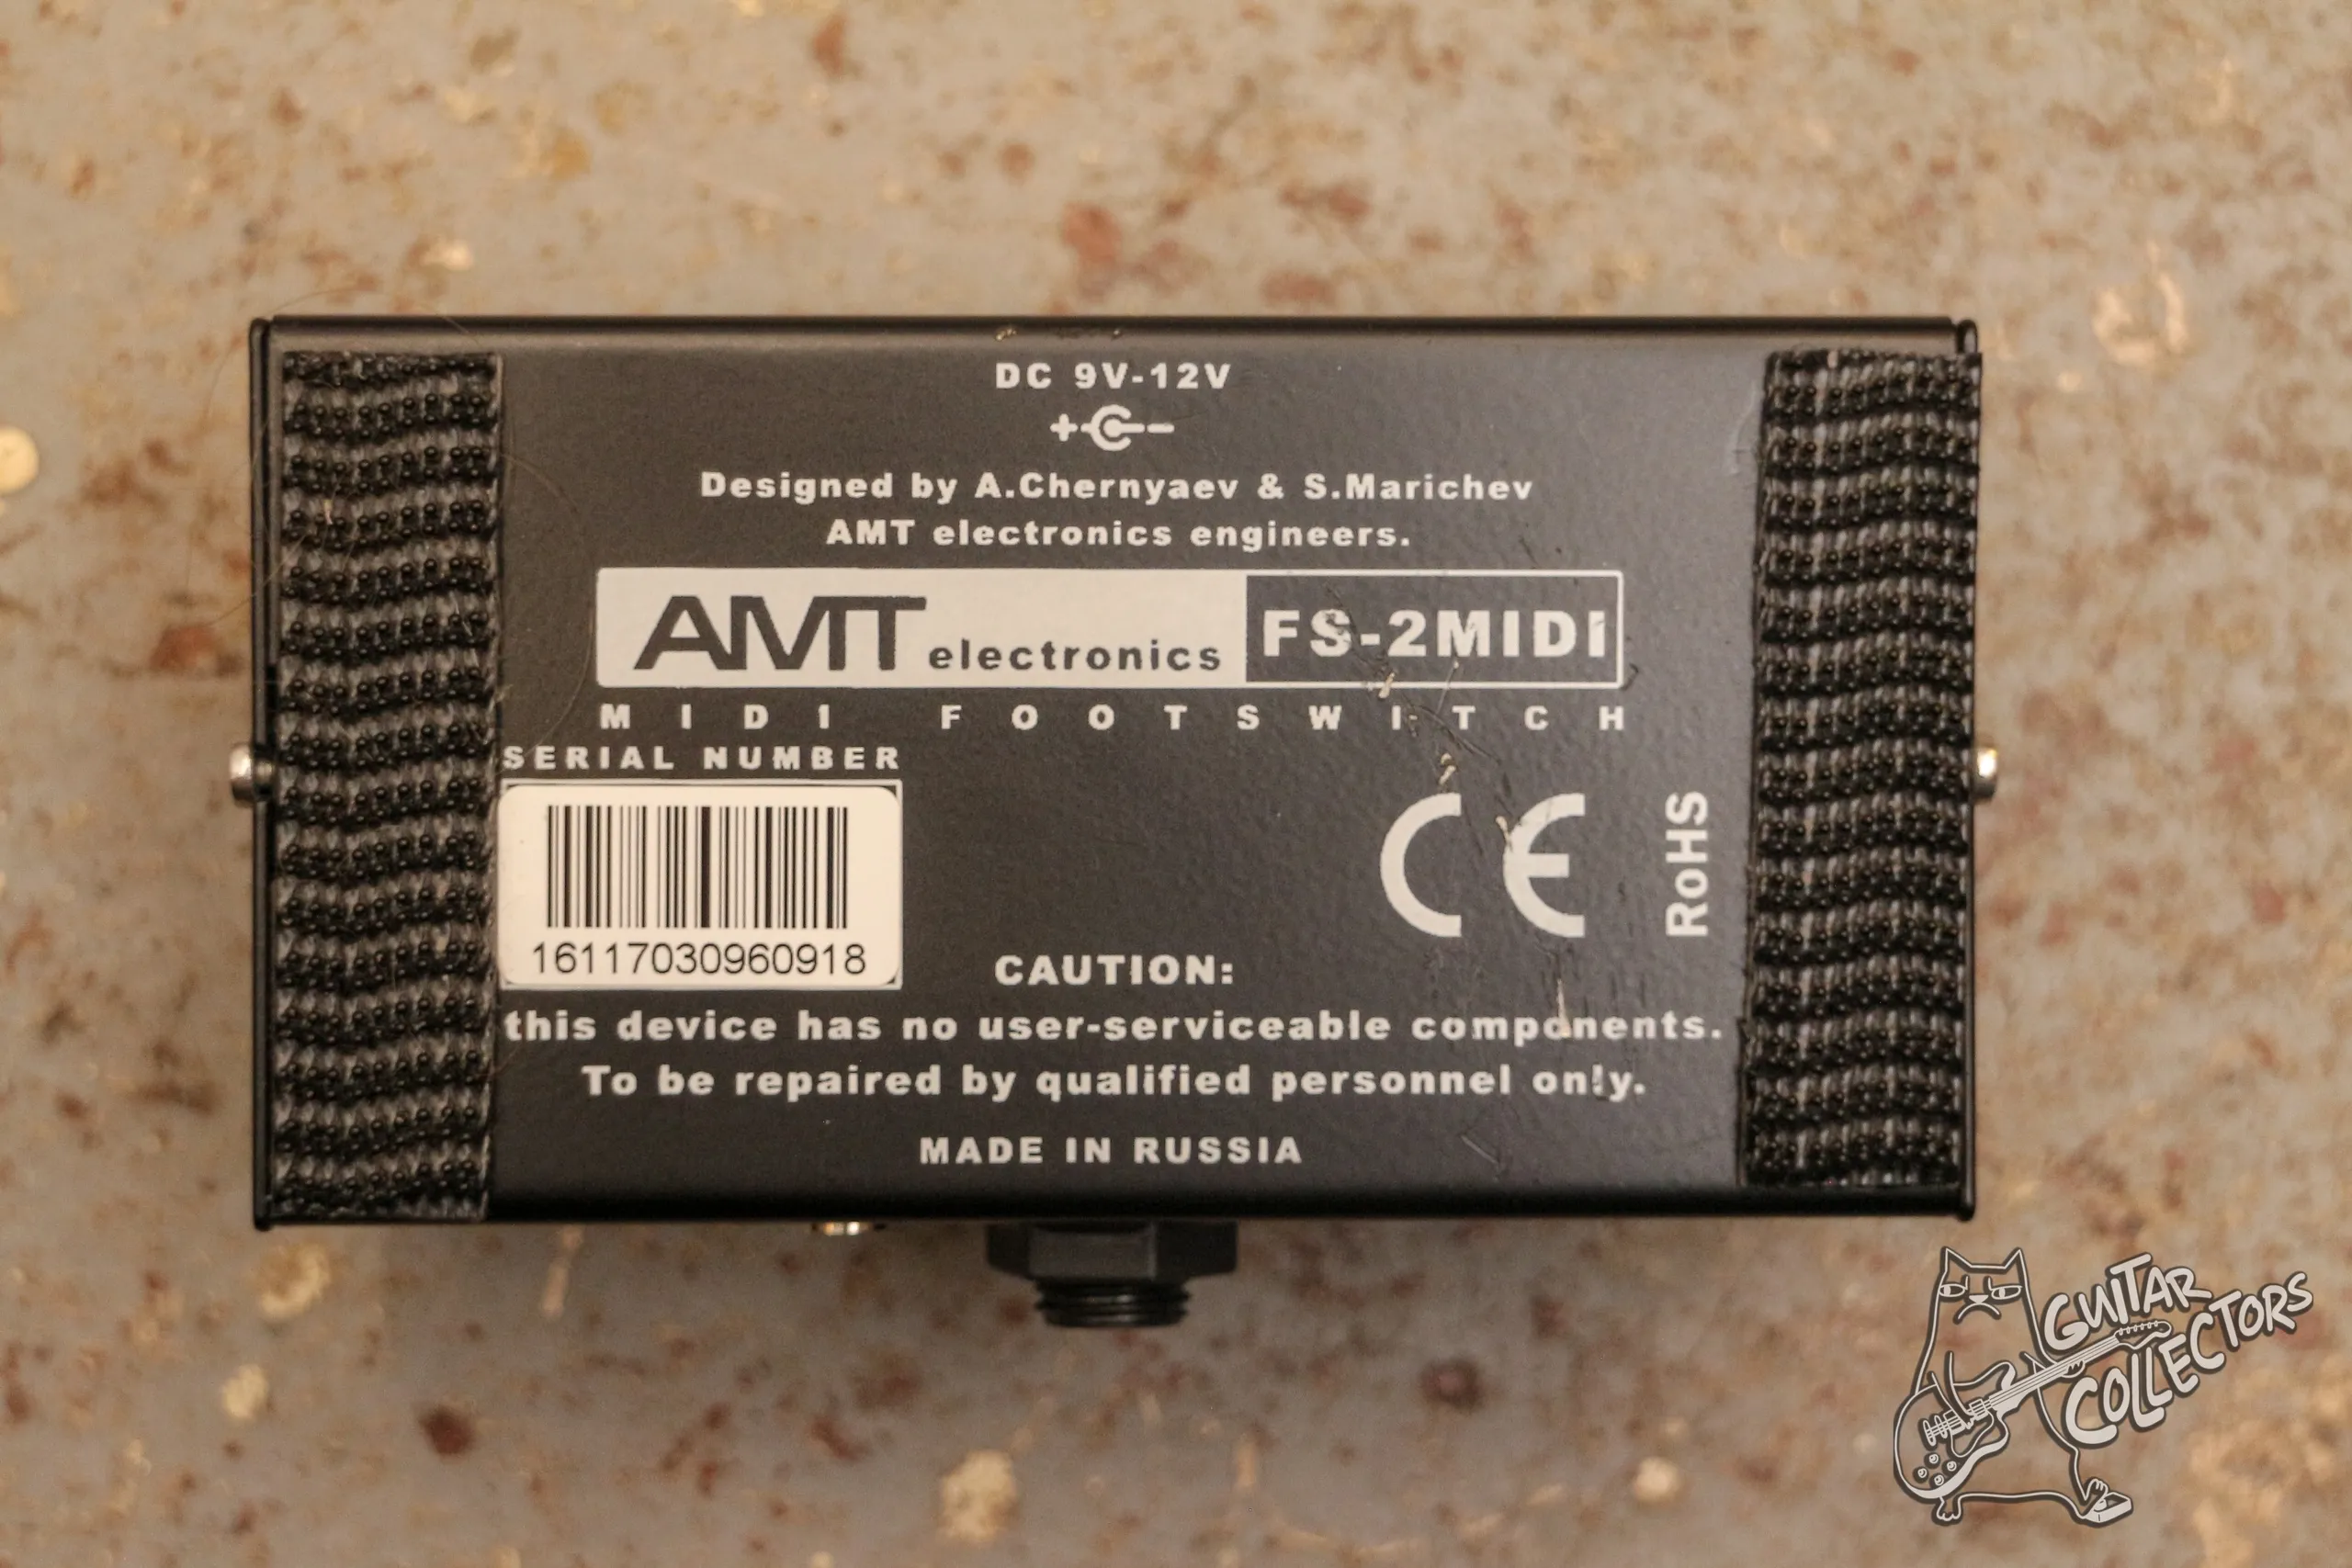 DC 9V-12V
Designed by A.Chernyaev & S.Marichev
AMT electronics engineers.
AMT electronics FS-2MIDI
MIDI FOOTSWITCH
SERIAL NUMBER
16117030960918
CE
RoHS
CAUTION:
this device has no user-serviceable components.
To be repaired by qualified personnel only.
MADE IN RUSSIA
GUITAR
COLLECTORS